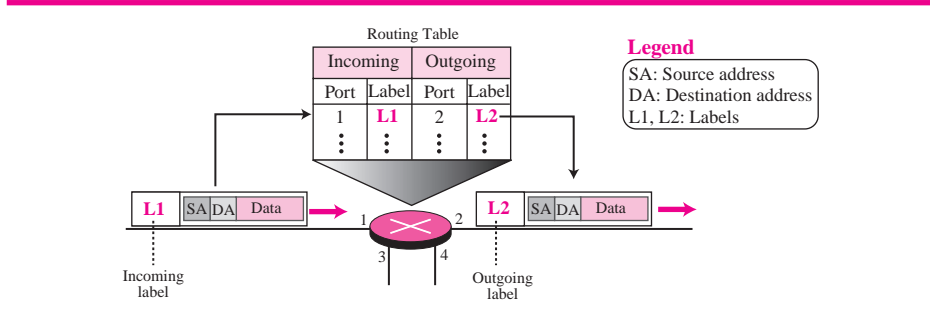 Routing Table
Incoming Outgoing
Port Label Port Label
1 L1 2 L2
Legend
SA: Source address
DA: Destination address
L1, L2: Labels
L1 SA DA Data
1 2
3 4
L2 SA DA Data
Incoming
label
Outgoing
label